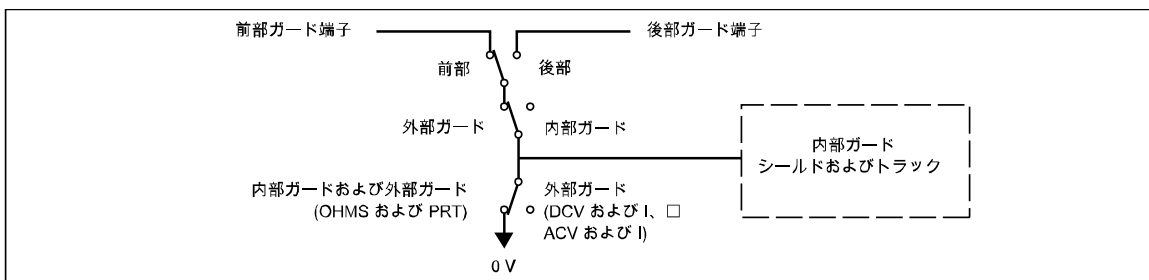 前部ガード端子
後部ガード端子
前部
後部
外部ガード
内部ガード
内部ガード
シールドおよびトラック
内部ガードおよび外部ガード
(OHMS および PRT)
外部ガード
(DCV および I、□
ACV および I)
0 V